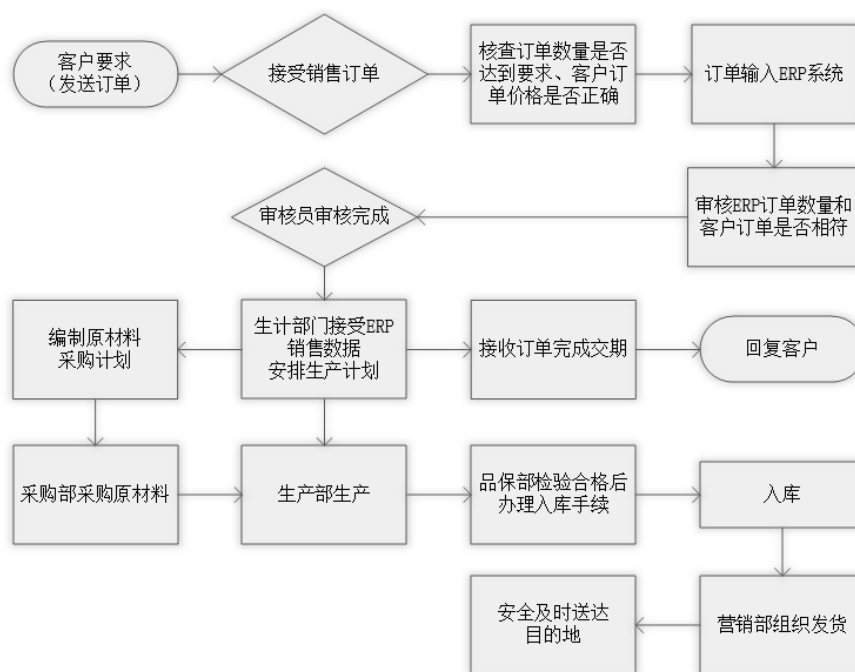 客户要求
（发送订单）
接受销售订单
核查订单数量是否
达到要求、客户订
单价格是否正确
订单输入ERP系统
审核ERP订单数量和
客户订单是否相符
审核员审核完成
编制原材料
采购计划
生计部门接受ERP
销售数据
安排生产计划
接收订单完成交期
回复客户
采购部采购原材料
生产部生产
品保部检验合格后
办理入库手续
入库
安全及时送达
目的地
营销部组织发货